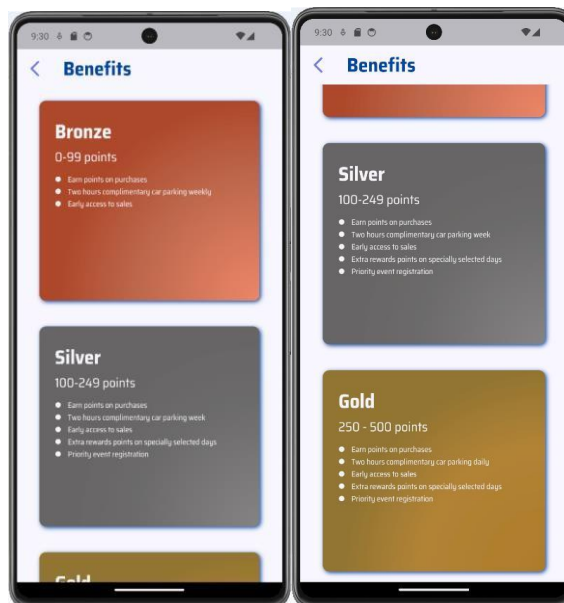 9:30
Benefits
Bronze
0-99 points
Earn points on purchases
Two hours complimentary car parking weekly
Early access to sales
Silver
100-249 points
Earn points on purchases
Two hours complimentary car parking week
Early access to sales
Extra rewards points on specially selected days
Priority event registration
Gold
9:30
Benefits
Silver
100-249 points
Earn points on purchases
Two hours complimentary car parking week
Early access to sales
Extra rewards points on specially selected days
Priority event registration
Gold
250 - 500 points
Earn points on purchases
Two hours complimentary car parking daily
Early access to sales
Extra rewards points on specially selected days
Priority event registration